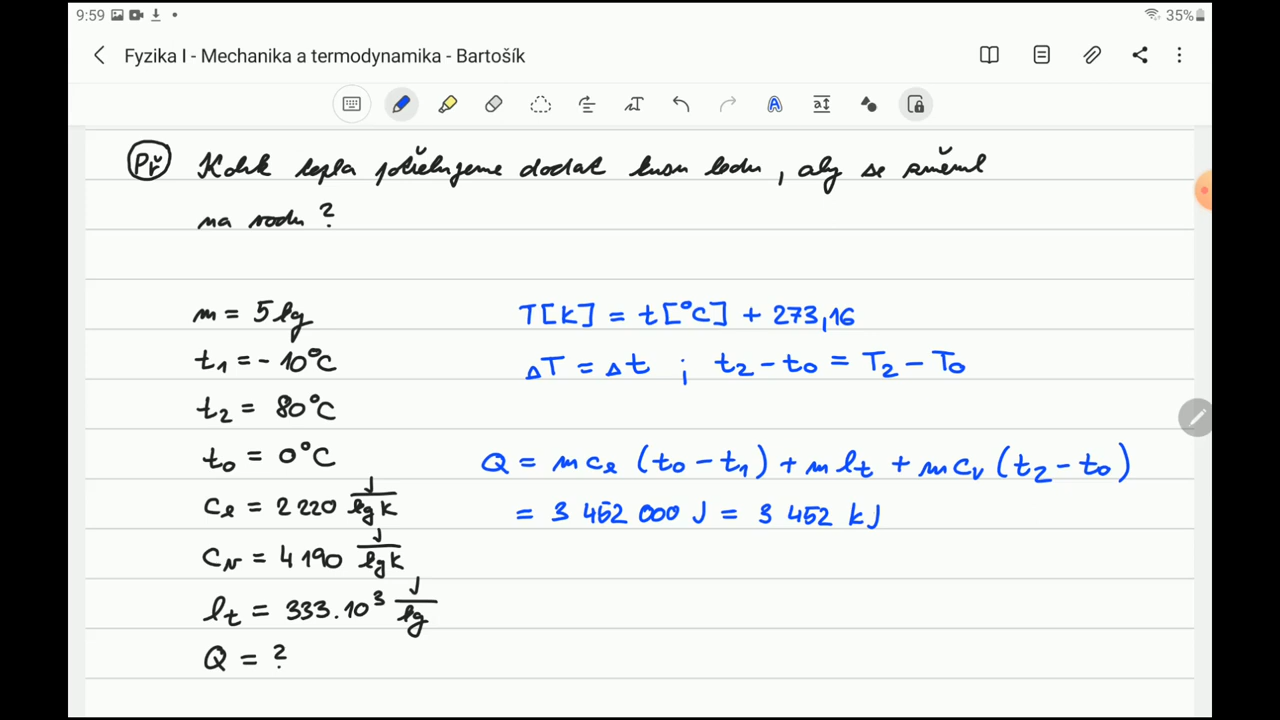 9:59
35%
Fyzika I - Mechanika a termodynamika - Bartošík
Př Kolik tepla potřebujeme dodat kusu ledu, aby se změnil
na vodu?
m = 5 kg
t₁ = - 10°C
t₂ = 80°C
t₀ = 0°C
cₗ = 2 220 J/kg K
cᵥ = 4 190 J/kg K
lₜ = 333.10³ J/kg
Q = ?
T[K] = t[°C] + 273,16
ΔT = Δt ; t₂ - t₀ = T₂ - T₀
Q = m cₗ (t₀ - t₁) + m lₜ + m cᵥ (t₂ - t₀)
= 3 452 000 J = 3 452 kJ